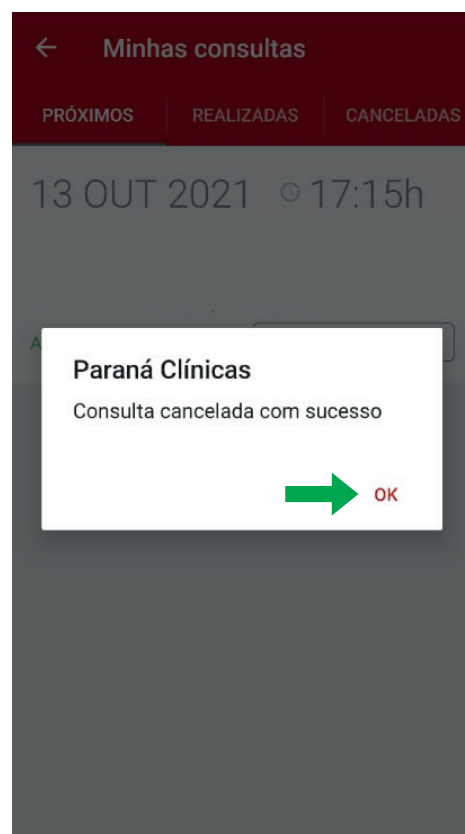 Minhas consultas
PRÓXIMOS REALIZADAS CANCELADAS
13 OUT 2021 17:15h
A
Paraná Clínicas
Consulta cancelada com sucesso
OK